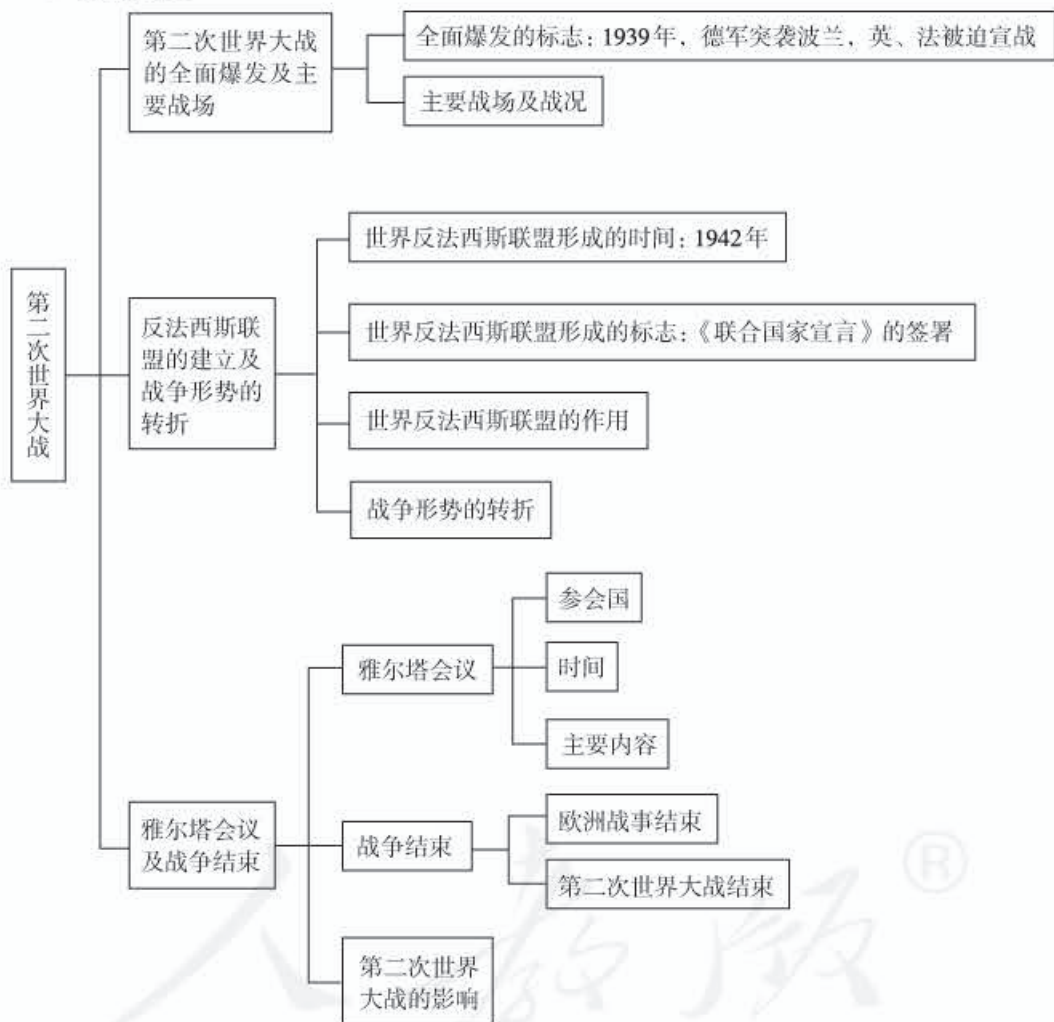 第二次世界大战
第二次世界大战
的全面爆发及主
要战场
全面爆发的标志：1939年，德军突袭波兰，英、法被迫宣战
主要战场及战况
反法西斯联
盟的建立及
战争形势的
转折
世界反法西斯联盟形成的时间：1942年
世界反法西斯联盟形成的标志：《联合国家宣言》的签署
世界反法西斯联盟的作用
战争形势的转折
雅尔塔会议
及战争结束
雅尔塔会议
参会国
时间
主要内容
战争结束
欧洲战事结束
第二次世界大战结束
第二次世界
大战的影响
人教领®